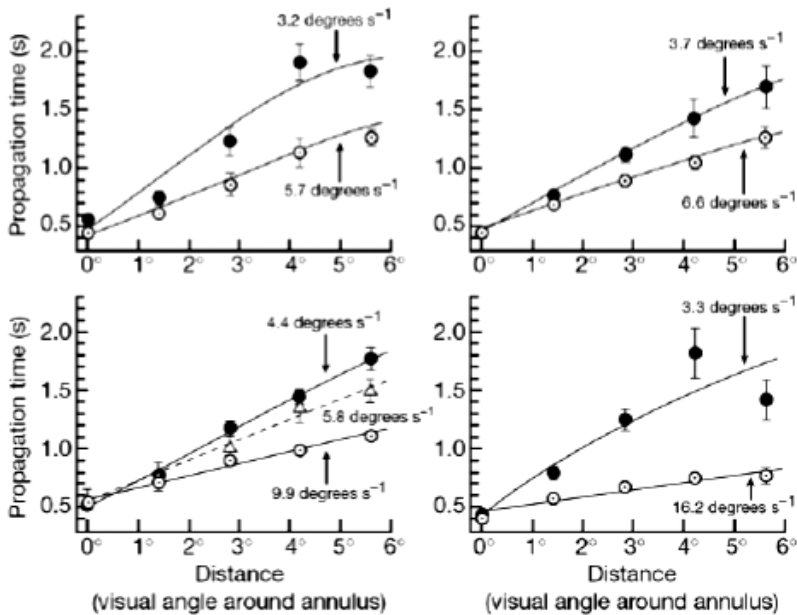 Propagation time (s)
2.0
1.5
1.0
0.5
3.2 degrees s⁻¹
5.7 degrees s⁻¹
0° 1° 2° 3° 4° 5° 6°
2.0
1.5
1.0
0.5
3.7 degrees s⁻¹
6.6 degrees s⁻¹
0° 1° 2° 3° 4° 5° 6°
Propagation time (s)
2.0
1.5
1.0
0.5
4.4 degrees s⁻¹
5.8 degrees s⁻¹
9.9 degrees s⁻¹
0° 1° 2° 3° 4° 5° 6°
Distance
(visual angle around annulus)
2.0
1.5
1.0
0.5
3.3 degrees s⁻¹
16.2 degrees s⁻¹
0° 1° 2° 3° 4° 5° 6°
Distance
(visual angle around annulus)